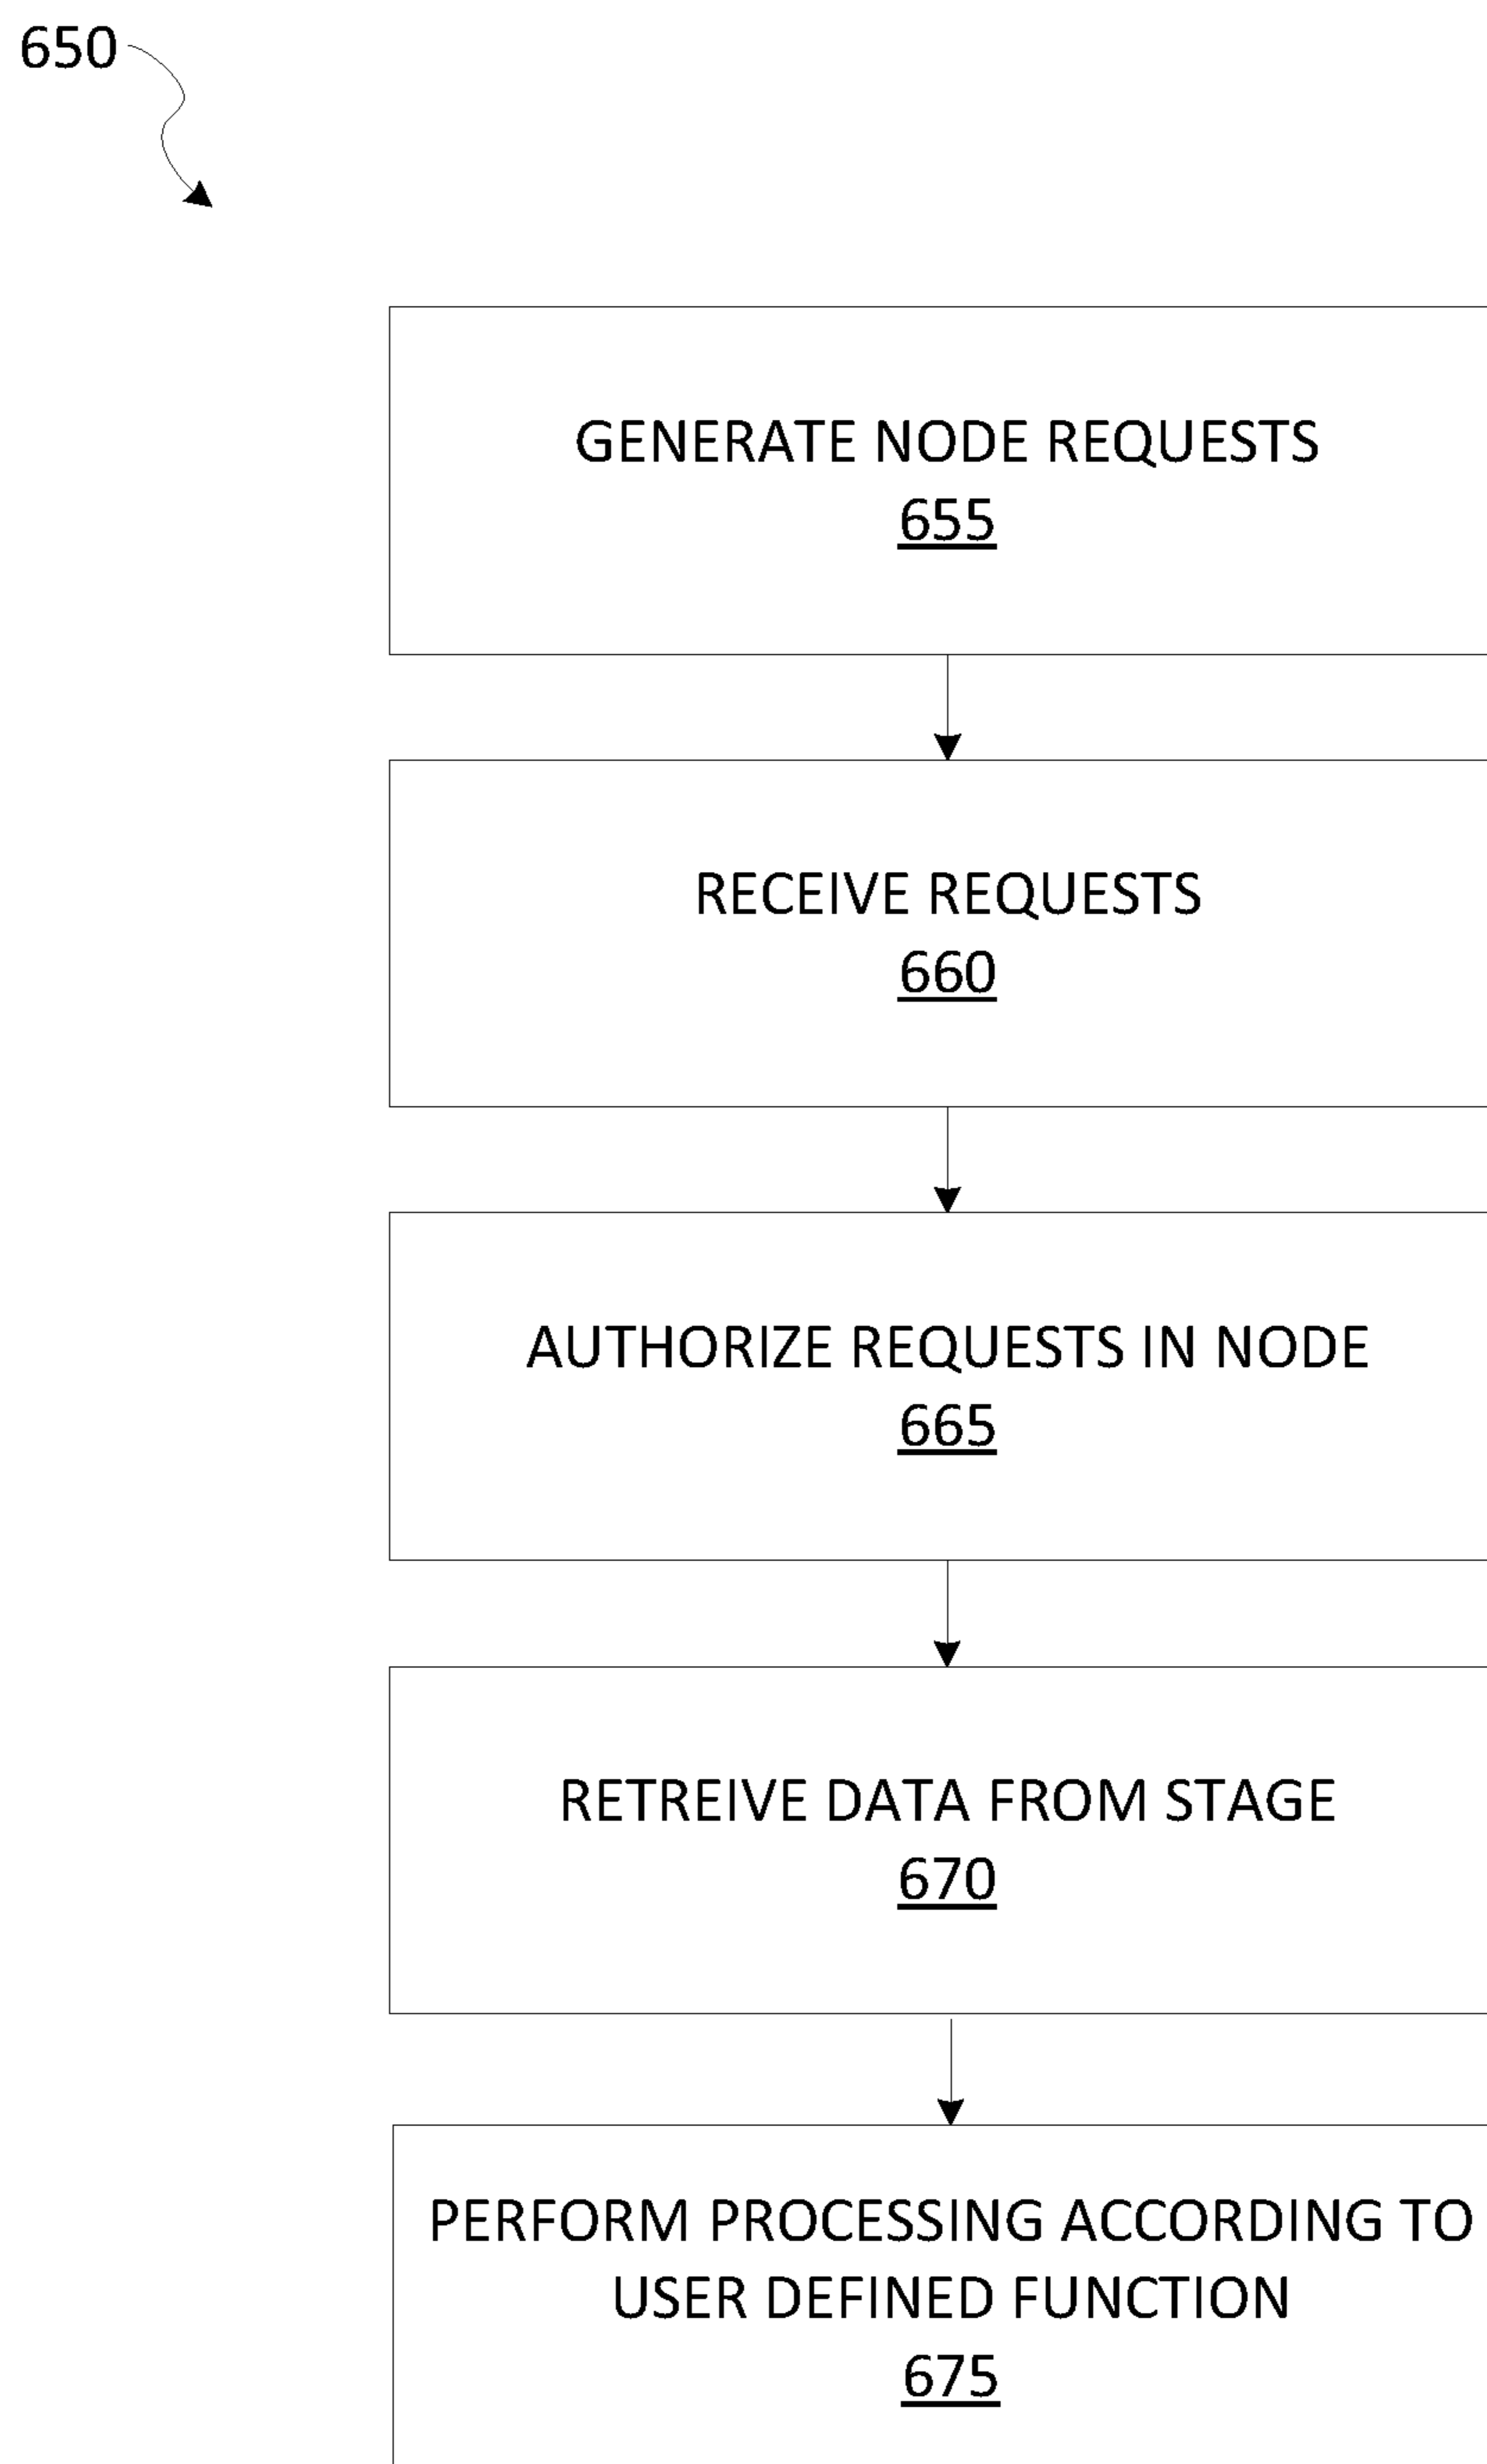 650
GENERATE NODE REQUESTS
655
RECEIVE REQUESTS
660
AUTHORIZE REQUESTS IN NODE
665
RETREIVE DATA FROM STAGE
670
PERFORM PROCESSING ACCORDING TO
USER DEFINED FUNCTION
675